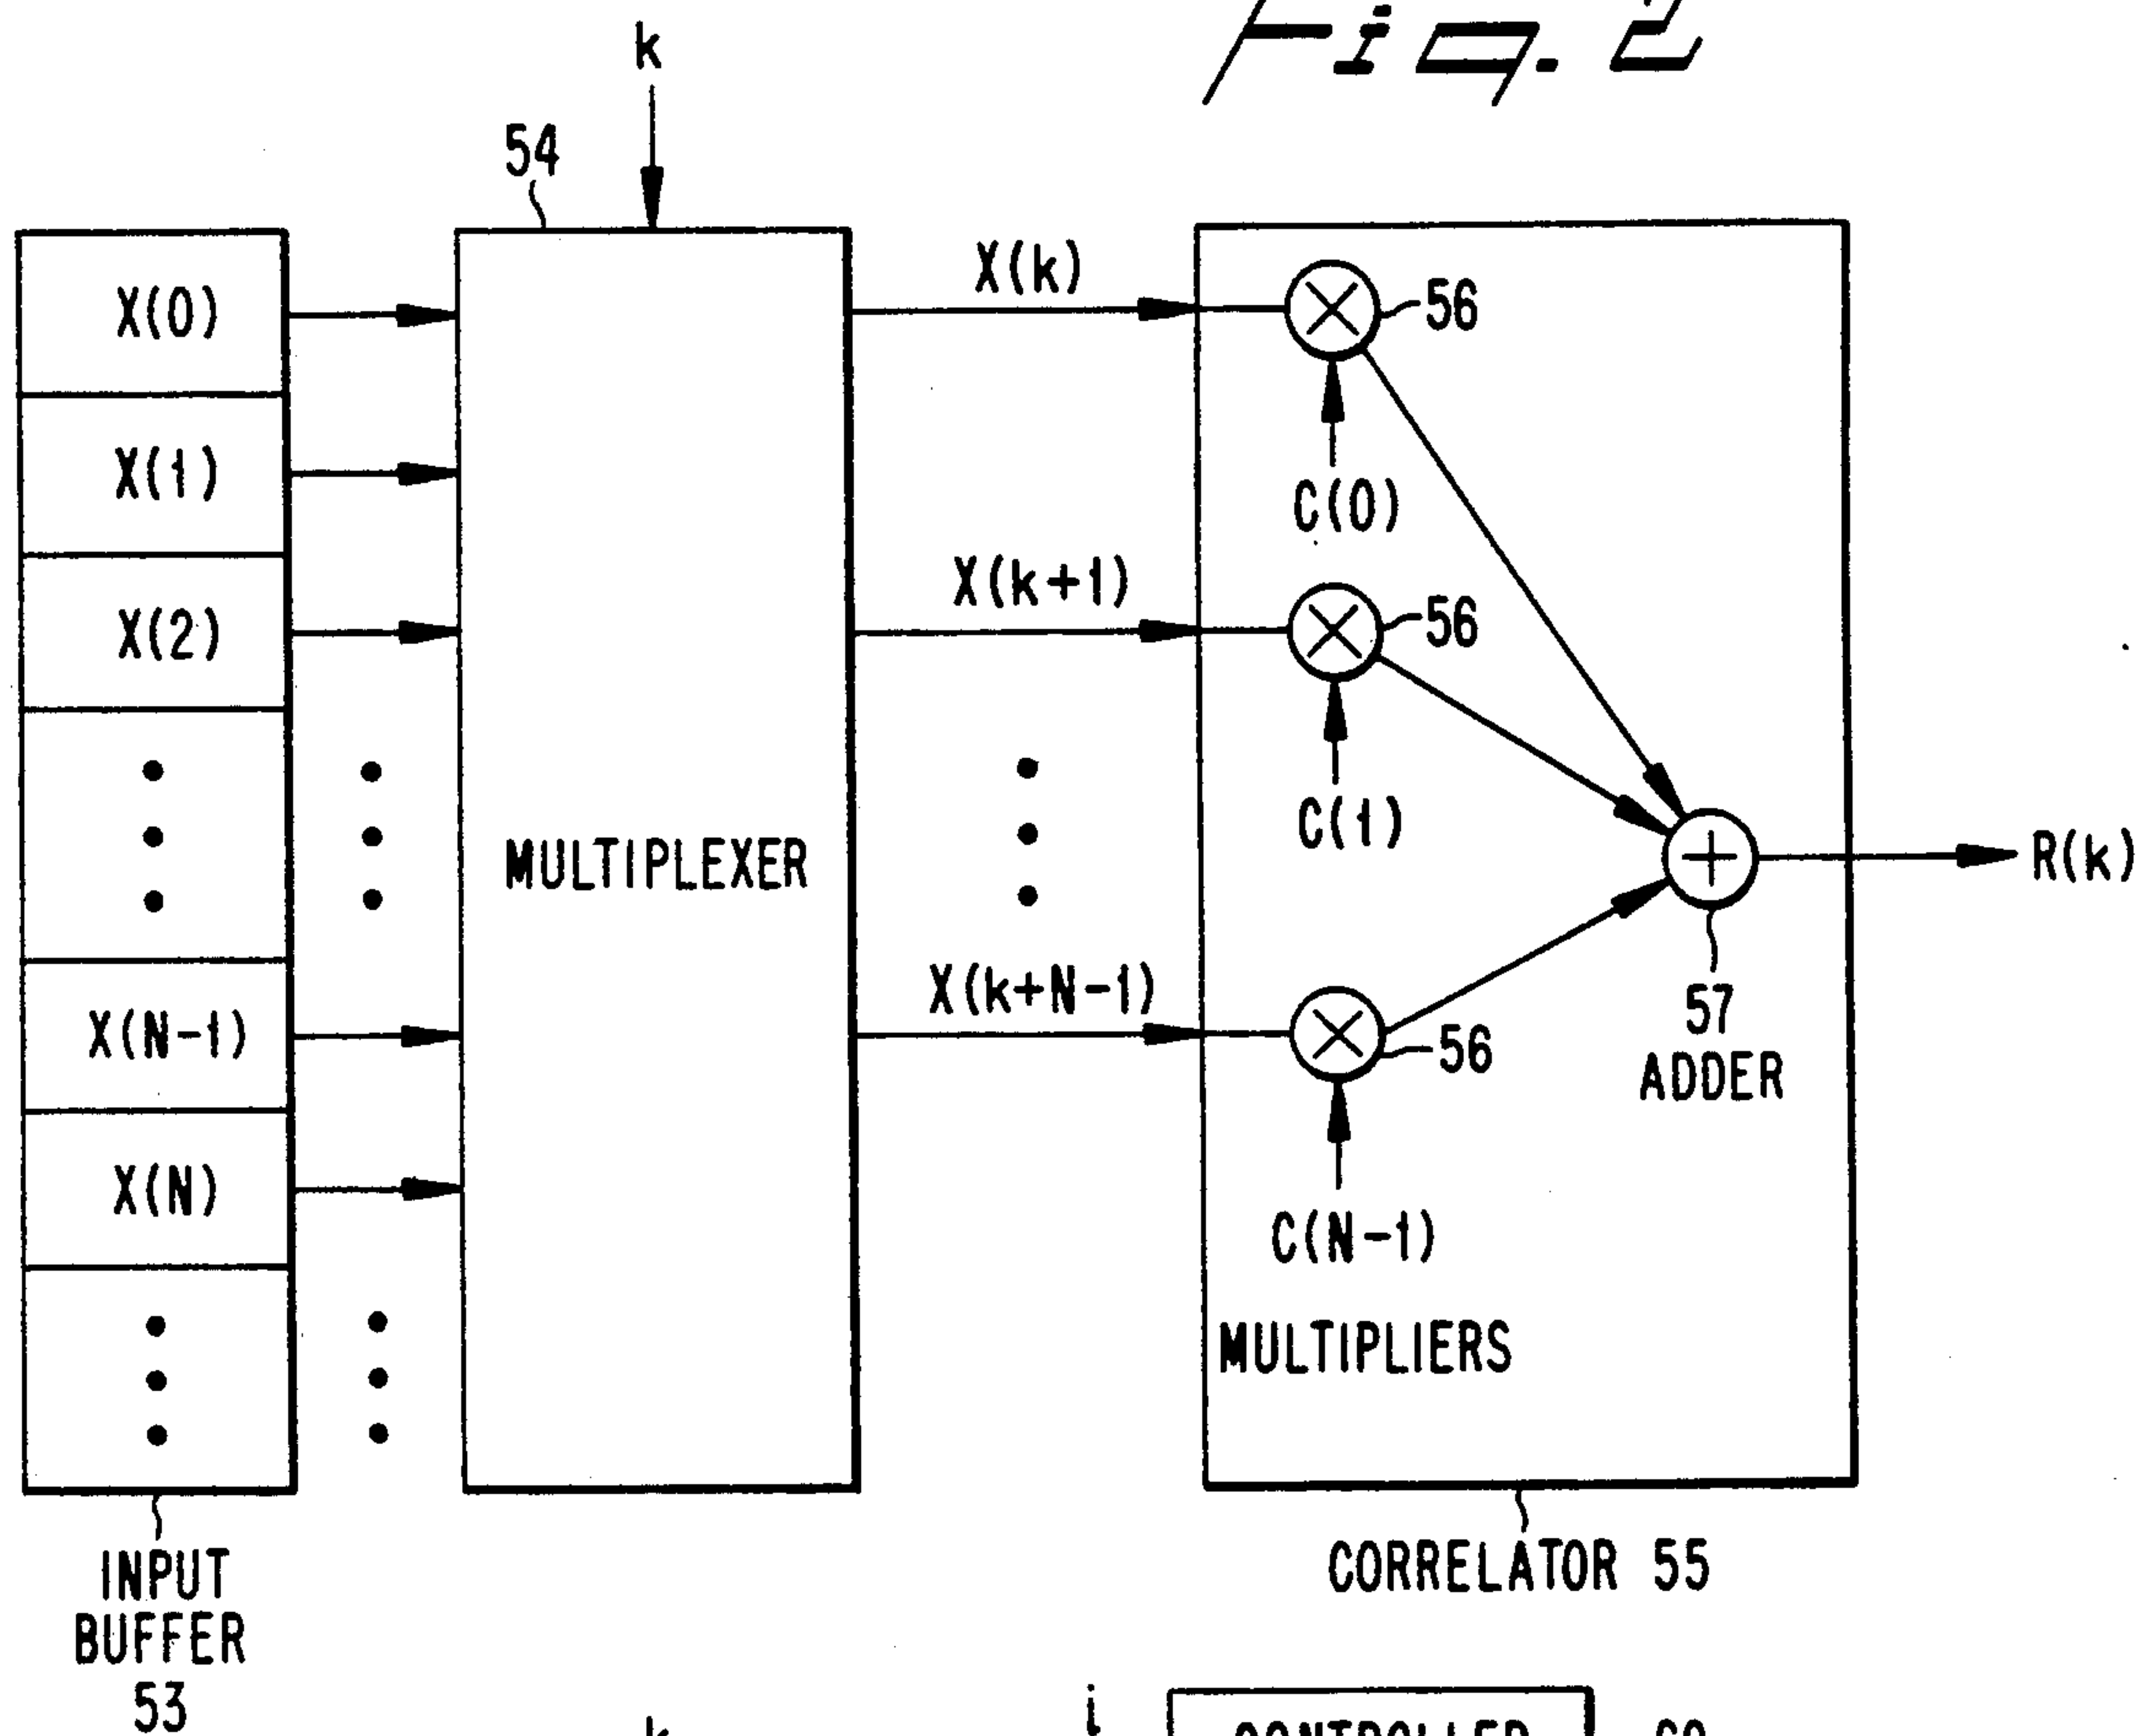 Fig. 2
k
54
X(0)
X(1)
X(2)
X(N-1)
X(N)
INPUT
BUFFER
53
MULTIPLEXER
X(k)
X(k+1)
X(k+N-1)
56
C(0)
56
C(1)
56
C(N-1)
MULTIPLIERS
57
ADDER
R(k)
CORRELATOR 55
k
i
CONTROLLER